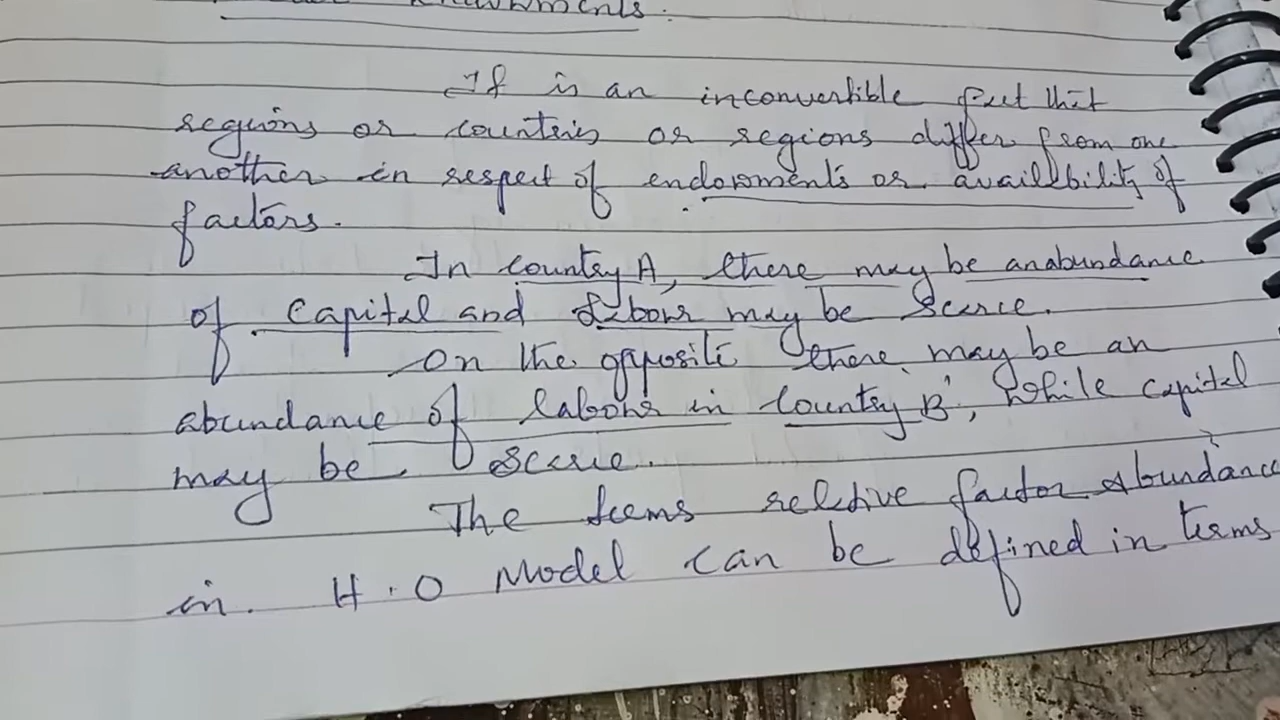 It is an inconvertible fact that
regions or countries or regions differ from one
another in respect of endowments or availlbility of
factors.
In country A, there may be an abundance
of Capital and Labour may be Scarce.
On the opposite there may be an
abundance of labour in Country 'B', while capital
may be scarce.
The terms relative factor abundance
in H.O Model can be defined in terms